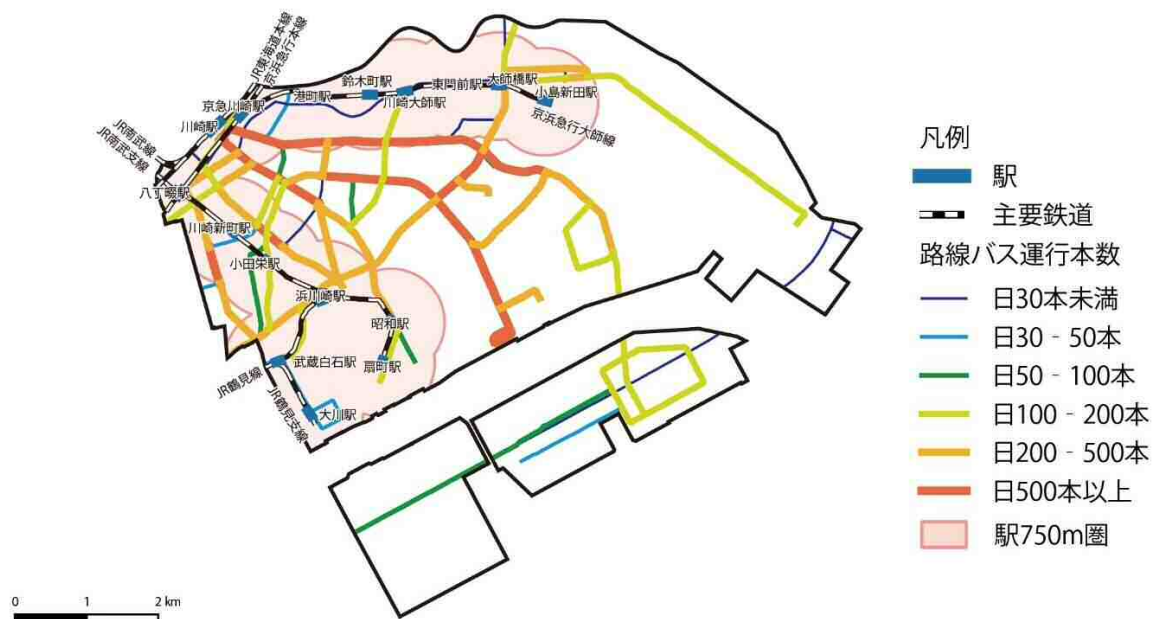 JR東海道本線
京浜急行本線
鈴木町駅
東門前駅
大師橋駅
港町駅
川崎大師駅
小島新田駅
京浜急行大師線
京急川崎駅
川崎駅
JR南武線
JR南武支線
八丁畷駅
川崎新町駅
小田栄駅
浜川崎駅
昭和駅
武蔵白石駅
扇町駅
JR鶴見線
JR鶴見支線
大川駅
凡例
駅
主要鉄道
路線バス運行本数
日30本未満
日30‐50本
日50‐100本
日100‐200本
日200‐500本
日500本以上
駅750m圏
0 1 2 km